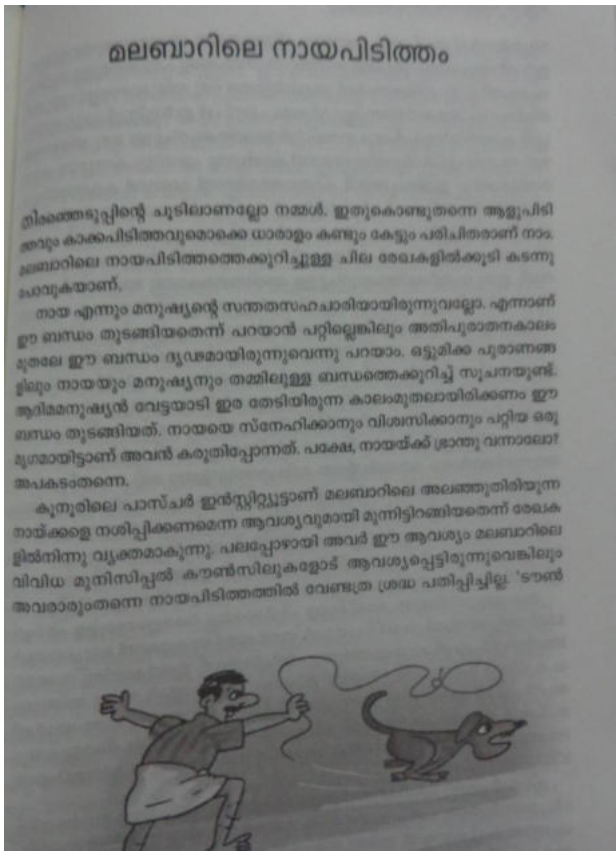 മലബാറിലെ നായപിടിത്തം
തിരഞ്ഞെടുപ്പിന്റെ ചൂടിലാണല്ലോ നമ്മൾ. ഇതുകൊണ്ടുതന്നെ ആളുപിടി
ത്തവും കാക്കപിടിത്തവുമൊക്കെ ധാരാളം കണ്ടും കേട്ടും പരിചിതരാണ് നാം.
മലബാറിലെ നായപിടിത്തത്തെക്കുറിച്ചുള്ള ചില രേഖകളിൽക്കൂടി കടന്നു
പോവുകയാണ്.
നായ എന്നും മനുഷ്യന്റെ സന്തതസഹചാരിയായിരുന്നുവല്ലോ. എന്നാണ്
ഈ ബന്ധം തുടങ്ങിയതെന്ന് പറയാൻ പറ്റില്ലെങ്കിലും അതിപുരാതനകാലം
മുതലേ ഈ ബന്ധം ദൃഢമായിരുന്നുവെന്നു പറയാം. ഒട്ടുമിക്ക പുരാണങ്ങ
ളിലും നായയും മനുഷ്യനും തമ്മിലുള്ള ബന്ധത്തെക്കുറിച്ച് സൂചനയുണ്ട്.
ആദിമമനുഷ്യൻ വേട്ടയാടി ഇര തേടിയിരുന്ന കാലംമുതലായിരിക്കണം ഈ
ബന്ധം തുടങ്ങിയത്. നായയെ സ്നേഹിക്കാനും വിശ്വസിക്കാനും പറ്റിയ ഒരു
മൃഗമായിട്ടാണ് അവൻ കരുതിപ്പോന്നത്. പക്ഷേ, നായയ്ക്ക് ഭ്രാന്തു വന്നാലോ?
അപകടംതന്നെ.
കൂനൂരിലെ പാസ്ചർ ഇൻസ്റ്റിറ്റ്യൂട്ടാണ് മലബാറിലെ അലഞ്ഞുതിരിയുന്ന
നായ്ക്കളെ നശിപ്പിക്കണമെന്ന ആവശ്യവുമായി മുന്നിട്ടിറങ്ങിയതെന്ന് രേഖക
ളിൽനിന്നു വ്യക്തമാകുന്നു. പലപ്പോഴായി അവർ ഈ ആവശ്യം മലബാറിലെ
വിവിധ മുനിസിപ്പൽ കൗൺസിലുകളോട് ആവശ്യപ്പെട്ടിരുന്നുവെങ്കിലും
അവരാരുംതന്നെ നായപിടിത്തത്തിൽ വേണ്ടത്ര ശ്രദ്ധ പതിപ്പിച്ചില്ല. 'ടൗൺ